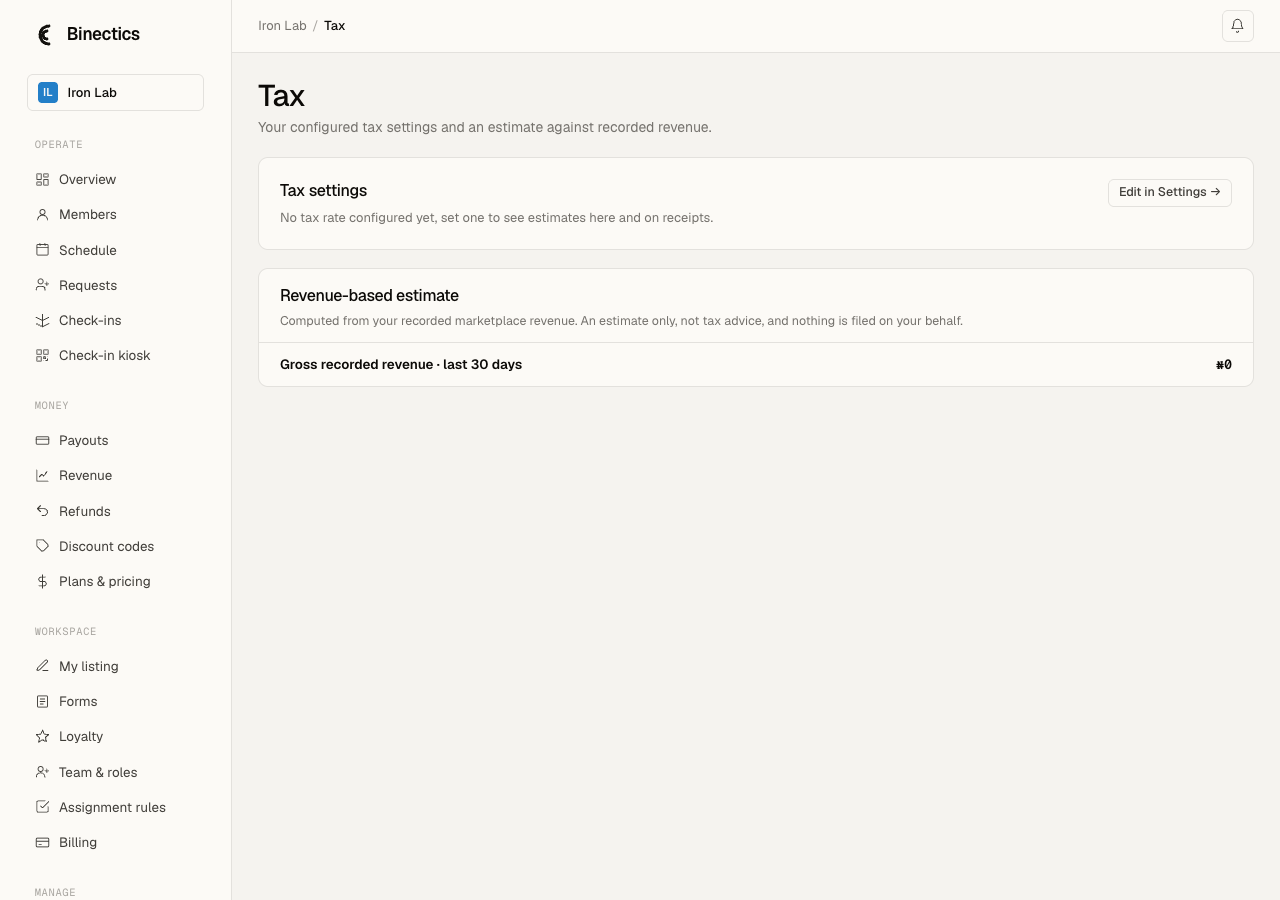 Binectics
IL Iron Lab
OPERATE
Overview
Members
Schedule
Requests
Check-ins
Check-in kiosk
MONEY
Payouts
Revenue
Refunds
Discount codes
Plans & pricing
WORKSPACE
My listing
Forms
Loyalty
Team & roles
Assignment rules
Billing
MANAGE
Iron Lab / Tax
Tax
Your configured tax settings and an estimate against recorded revenue.
Tax settings
Edit in Settings →
No tax rate configured yet, set one to see estimates here and on receipts.
Revenue-based estimate
Computed from your recorded marketplace revenue. An estimate only, not tax advice, and nothing is filed on your behalf.
Gross recorded revenue · last 30 days ₦0